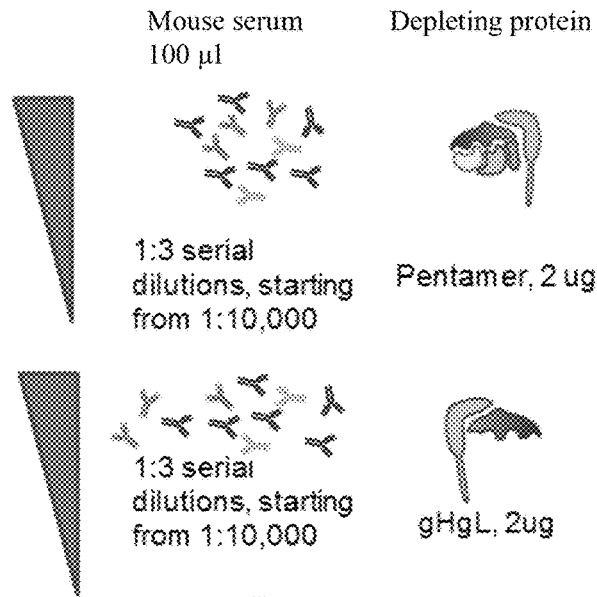 Mouse serum
100 µl
Depleting protein
1:3 serial
dilutions, starting
from 1:10,000
Pentamer, 2 ug
1:3 serial
dilutions, starting
from 1:10,000
gHgL, 2ug